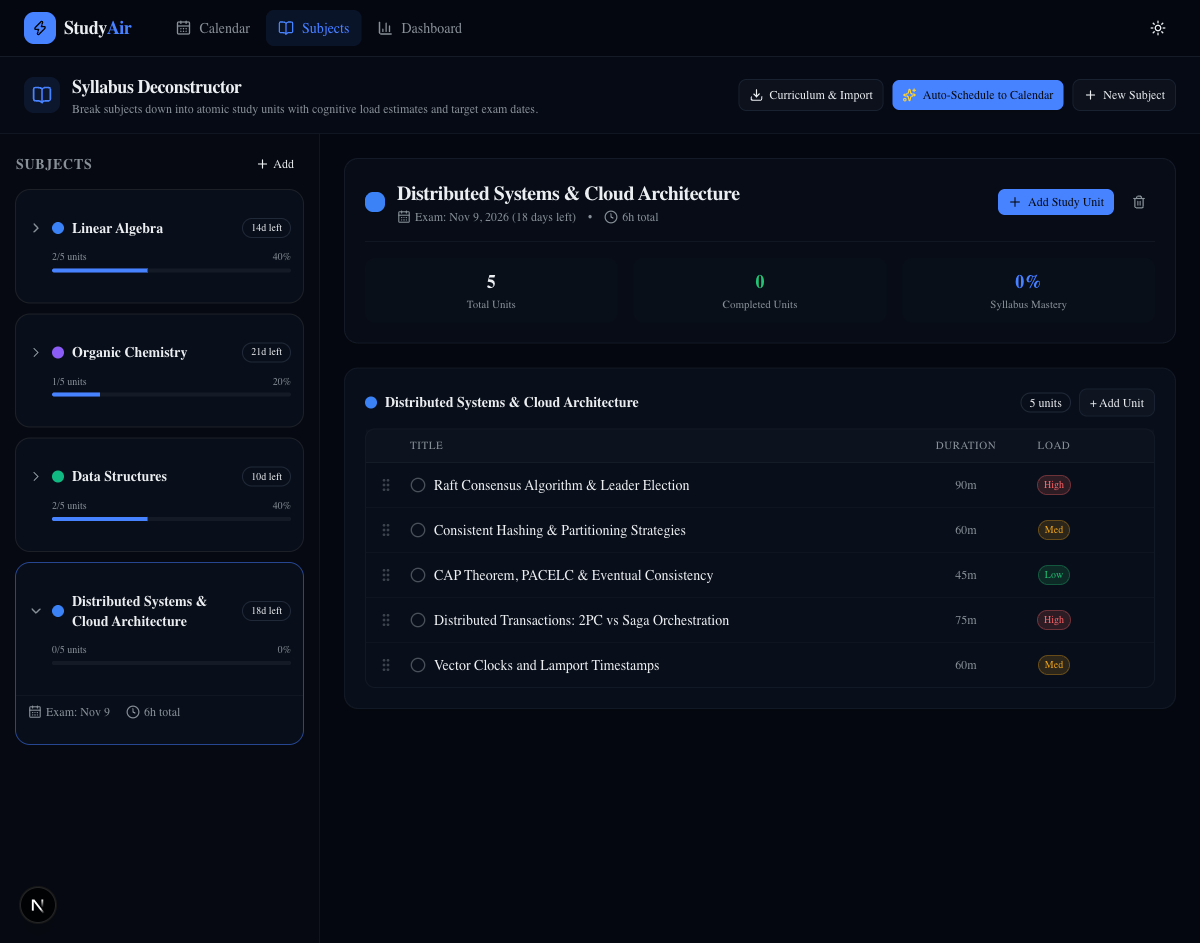 StudyAir
Calendar
Subjects
Dashboard
Syllabus Deconstructor
Break subjects down into atomic study units with cognitive load estimates and target exam dates.
Curriculum & Import
Auto-Schedule to Calendar
+ New Subject
SUBJECTS
+ Add
Linear Algebra
14d left
2/5 units
40%
Organic Chemistry
21d left
1/5 units
20%
Data Structures
10d left
2/5 units
40%
Distributed Systems &
Cloud Architecture
18d left
0/5 units
0%
Exam: Nov 9
6h total
Distributed Systems & Cloud Architecture
Exam: Nov 9, 2026 (18 days left) • 6h total
+ Add Study Unit
5
Total Units
0
Completed Units
0%
Syllabus Mastery
Distributed Systems & Cloud Architecture
5 units
+ Add Unit
TITLE DURATION LOAD
Raft Consensus Algorithm & Leader Election 90m High
Consistent Hashing & Partitioning Strategies 60m Med
CAP Theorem, PACELC & Eventual Consistency 45m Low
Distributed Transactions: 2PC vs Saga Orchestration 75m High
Vector Clocks and Lamport Timestamps 60m Med
N